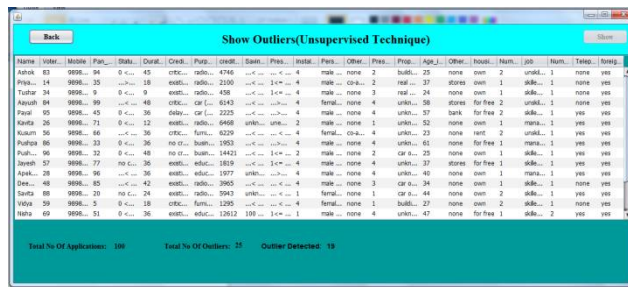 Back
Show Outliers(Unsupervised Technique)
Show
Name Voter... Mobile Pan_... Statu... Durat... Credi... Purp... credit... Savin... Pres... Instal... Pers... Other... Pres... Prop... Age_i... Other... housi... Num... job Num... Telep... foreig...
Ashok 83 9898... 94 0 <... 45 critic... radio... 4746 ...< ... ... < ... 4 male ... none 2 buildi... 25 none own 2 unskil... 1 none yes
Priya... 14 9898... 35 ...>... 18 existi... radio... 2100 ...< ... 1<= ... 4 male ... co-a... 2 real ... 37 stores own 1 skille... 1 none yes
Tushar 34 9898... 9 0 <... 9 existi... radio... 458 ...< ... 1<= ... 4 male ... none 3 real ... 24 none own 1 skille... 1 none yes
Aayush 84 9898... 99 ...< ... 48 critic... car (... 6143 ...< ... ...>... 4 femal... none 4 unkn... 58 stores for free 2 unskil... 1 none yes
Payal 95 9898... 45 0 <... 36 delay... car (... 2225 ...< ... ...>... 4 male ... none 4 unkn... 57 bank for free 2 skille... 1 yes yes
Kavita 26 9898... 71 0 <... 12 existi... radio... 6468 unkn... une... 2 male ... none 1 unkn... 52 none own 1 mana... 1 yes yes
Kusum 56 9898... 66 ...< ... 36 critic... furni... 6229 ...< ... ... < ... 4 femal... co-a... 4 unkn... 23 none rent 2 unskil... 1 yes yes
Pushpa 86 9898... 33 0 <... 36 no cr... busin... 1953 ...< ... ...>... 4 male ... none 4 unkn... 61 none for free 1 mana... 1 yes yes
Push... 96 9898... 32 0 <... 48 no cr... busin... 14421 ...< ... 1<= ... 2 male ... none 2 car o... 25 none own 1 skille... 1 yes yes
Jayesh 57 9898... 77 no c... 36 existi... educ... 1819 ...< ... 1<= ... 4 male ... none 4 unkn... 37 stores for free 1 skille... 1 yes yes
Apek... 28 9898... 96 ...< ... 36 existi... educ... 1977 unkn... ...>... 4 male ... none 4 unkn... 40 none own 1 mana... 1 yes yes
Dee... 48 9898... 85 ...< ... 42 existi... radio... 3965 ...< ... ... < ... 4 male ... none 3 car o... 34 none own 1 skille... 1 none yes
Savita 88 9898... 20 no c... 24 existi... radio... 5943 unkn... 1<= ... 1 femal... none 1 car o... 44 none own 2 skille... 1 yes yes
Vidya 59 9898... 5 0 <... 18 critic... furni... 1295 ...< ... ... < ... 4 femal... none 1 buildi... 27 none own 2 skille... 1 none yes
Nisha 69 9898... 51 0 <... 36 existi... educ... 12612 100 ... 1<= ... 1 male ... none 4 unkn... 47 none for free 1 skille... 2 yes yes
Total No Of Applications: 100 Total No Of Outliers: 25 Outlier Detected: 19